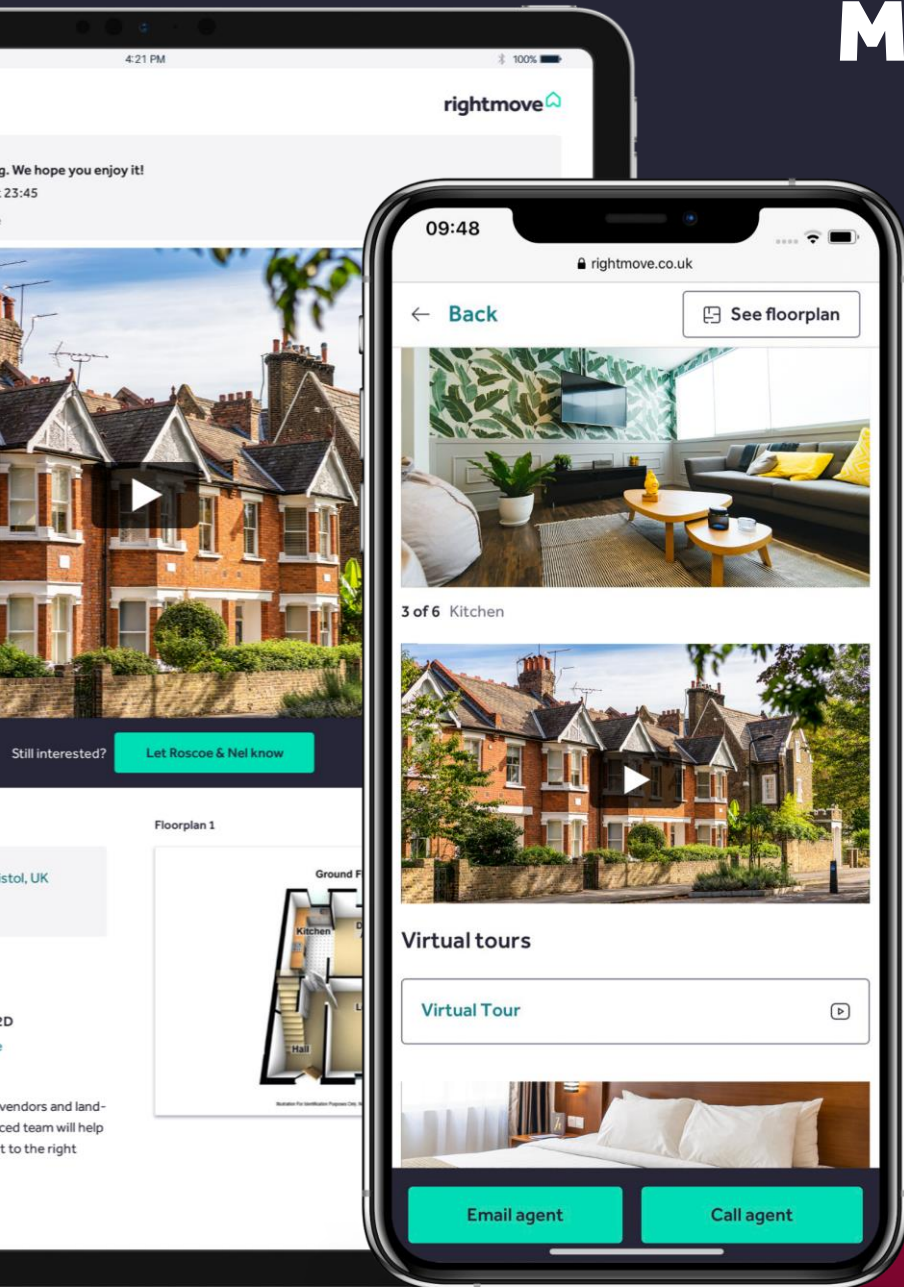 M
4:21 PM
100%
rightmove
g. We hope you enjoy it!
23:45
Still interested?
Let Roscoe & Nel know
Floorplan 1
istol, UK
Ground F
Kitchen
D
L
Hall
2D
e
vendors and land-
ced team will help
t to the right
09:48
rightmove.co.uk
← Back
See floorplan
3 of 6 Kitchen
Virtual tours
Virtual Tour
Email agent
Call agent